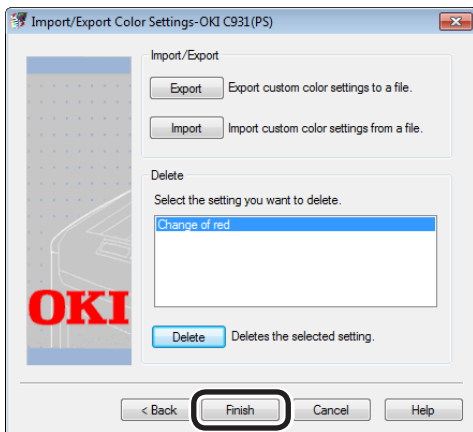 Import/Export Color Settings-OKI C931(PS)
Import/Export
Export Export custom color settings to a file.
Import Import custom color settings from a file.
Delete
Select the setting you want to delete.
Change of red
OKI
Delete Deletes the selected setting.
< Back Finish Cancel Help